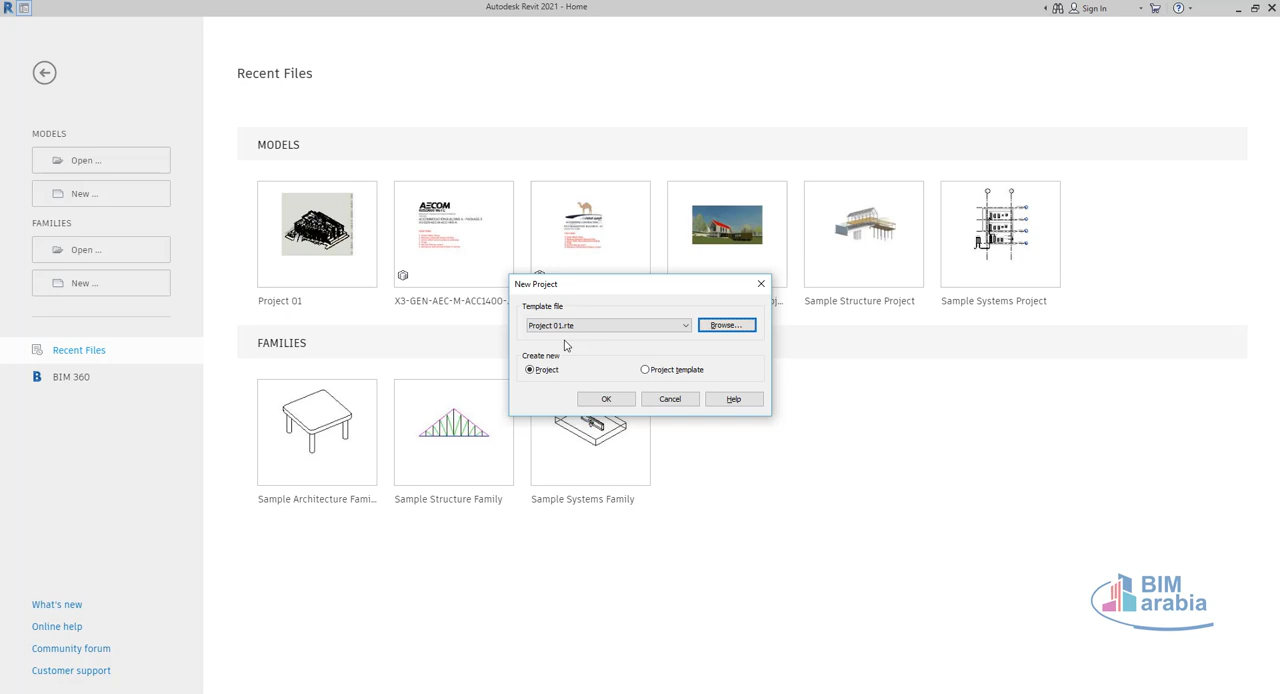 Autodesk Revit 2021 - Home
Sign In
Recent Files
MODELS
Open ...
New ...
FAMILIES
Open ...
New ...
Recent Files
BIM 360
What's new
Online help
Community forum
Customer support
MODELS
AECOM
Project 01
X3-GEN-AEC-M-ACC1400-...
Sample Structure Project
Sample Systems Project
FAMILIES
Sample Architecture Fami...
Sample Structure Family
Sample Systems Family
New Project
Template file
Project 01.rte
Browse...
Create new
Project
Project template
OK
Cancel
Help
BIM
arabia